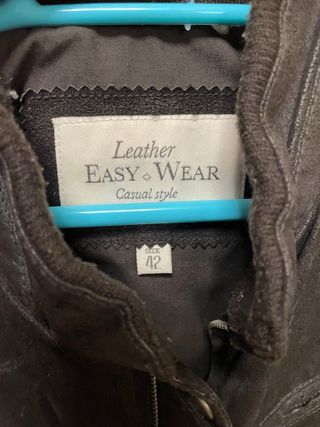 Leather
EASY ◇ WEAR
Casual style
SIZE
42